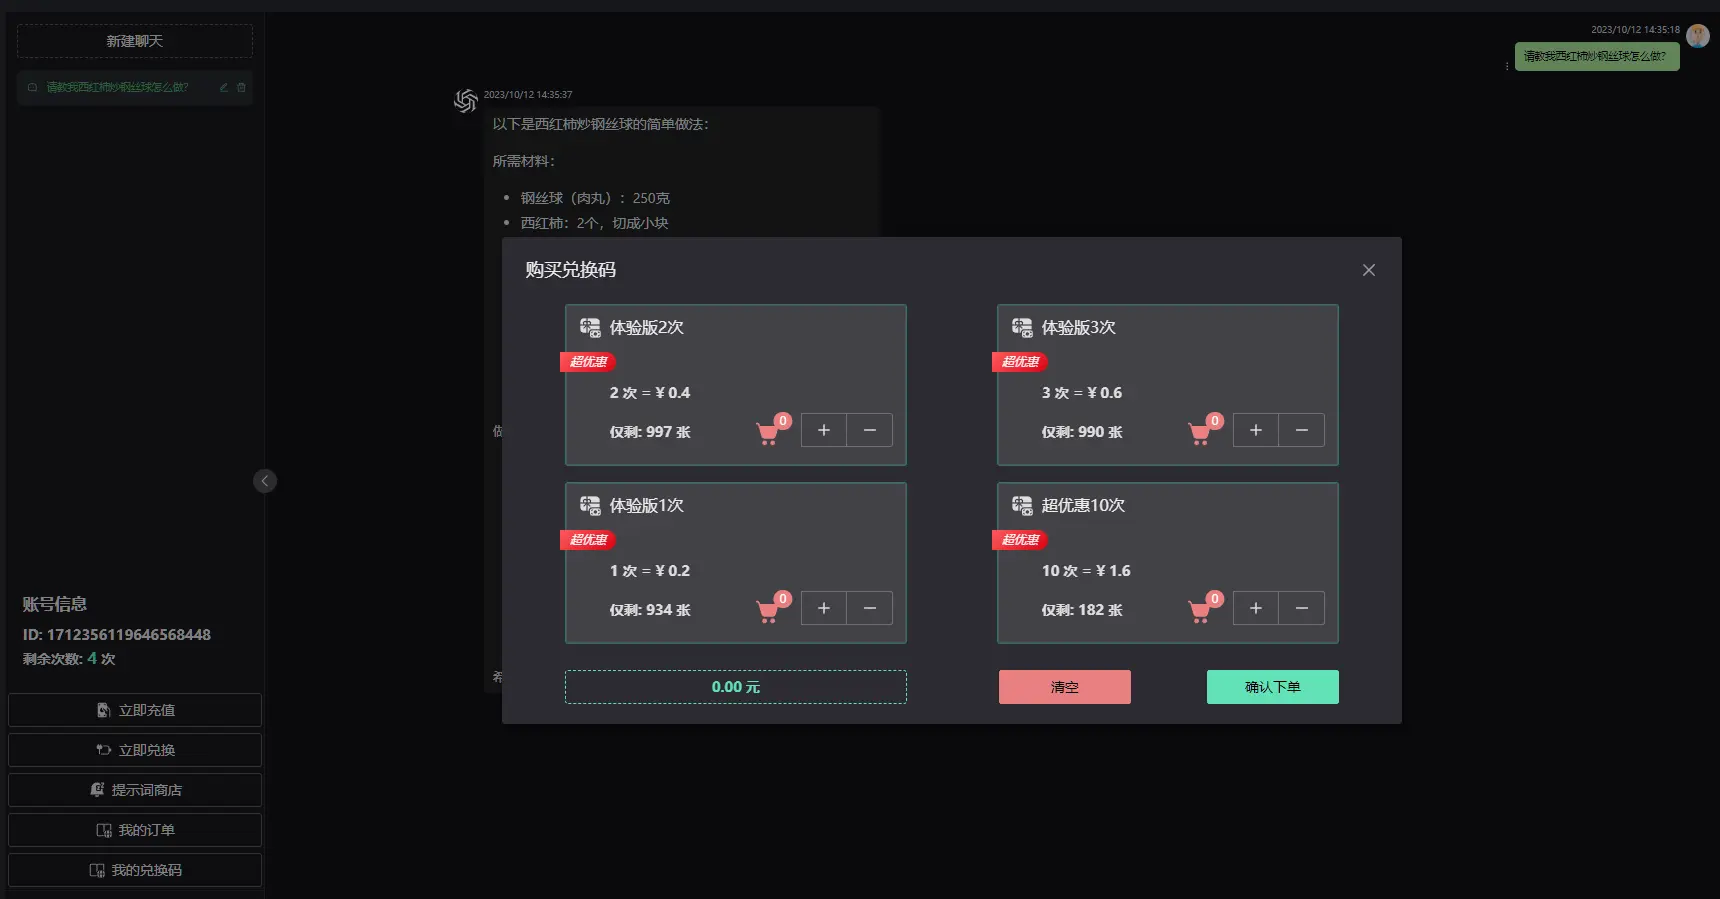 新建聊天
请教我西红柿炒钢丝球怎么做?
2023/10/12 14:35:18
请教我西红柿炒钢丝球怎么做?
2023/10/12 14:35:37
以下是西红柿炒钢丝球的简单做法:
所需材料:
钢丝球(肉丸):250克
西红柿:2个,切成小块
做
希
购买兑换码
体验版2次
超优惠
2 次 = ¥ 0.4
仅剩: 997 张
0
体验版3次
超优惠
3 次 = ¥ 0.6
仅剩: 990 张
0
体验版1次
超优惠
1 次 = ¥ 0.2
仅剩: 934 张
0
超优惠10次
超优惠
10 次 = ¥ 1.6
仅剩: 182 张
0
0.00 元
清空
确认下单
账号信息
ID: 1712356119646568448
剩余次数: 4 次
立即充值
立即兑换
提示词商店
我的订单
我的兑换码